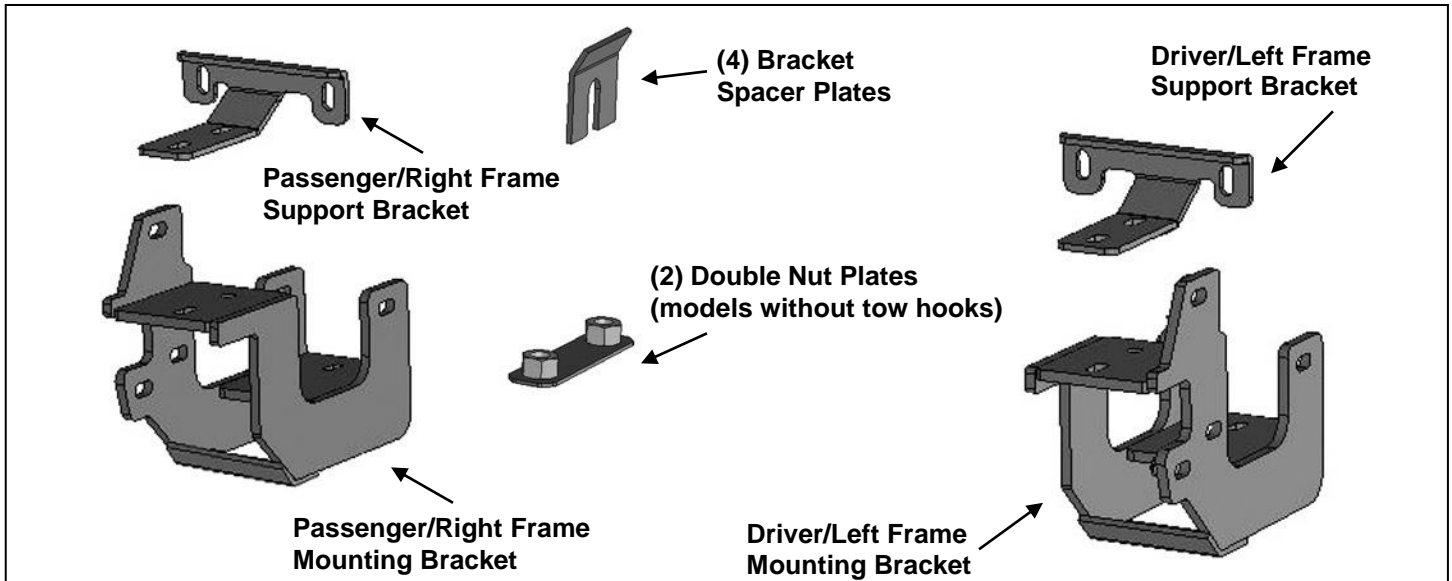 (4) Bracket
Spacer Plates
Driver/Left Frame
Support Bracket
Passenger/Right Frame
Support Bracket
(2) Double Nut Plates
(models without tow hooks)
Passenger/Right Frame
Mounting Bracket
Driver/Left Frame
Mounting Bracket